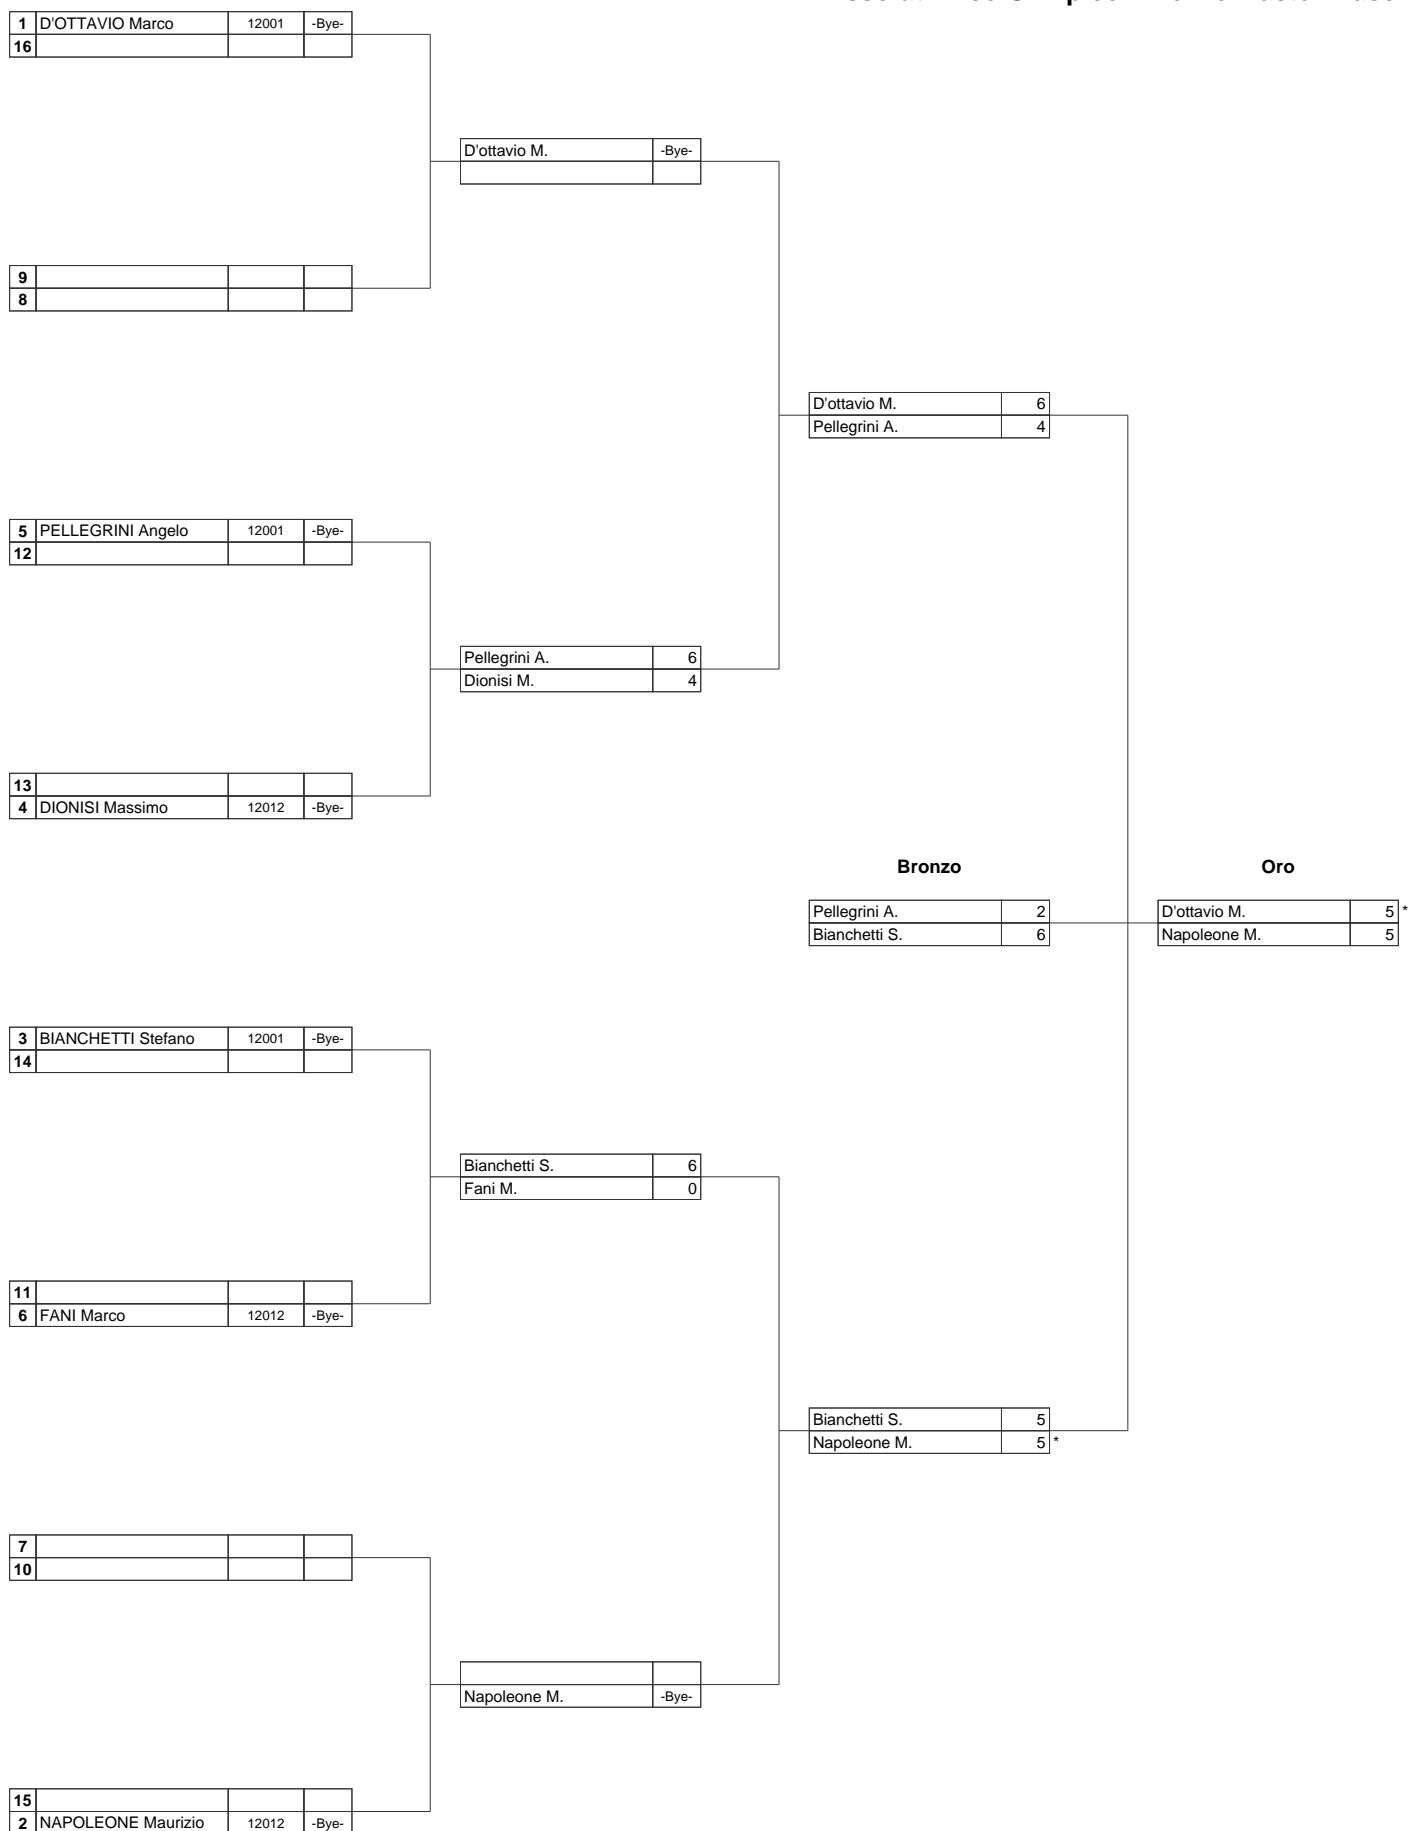 1 D'OTTAVIO Marco 12001 -Bye-
16
D'ottavio M. -Bye-
9
8
D'ottavio M. 6
Pellegrini A. 4
5 PELLEGRINI Angelo 12001 -Bye-
12
Pellegrini A. 6
Dionisi M. 4
13
4 DIONISI Massimo 12012 -Bye-
Bronzo Oro
Pellegrini A. 2 D'ottavio M. 5 *
Bianchetti S. 6 Napoleone M. 5
3 BIANCHETTI Stefano 12001 -Bye-
14
Bianchetti S. 6
Fani M. 0
11
6 FANI Marco 12012 -Bye-
Bianchetti S. 5
Napoleone M. 5 *
7
10
Napoleone M. -Bye-
15
2 NAPOLEONE Maurizio 12012 -Bye-